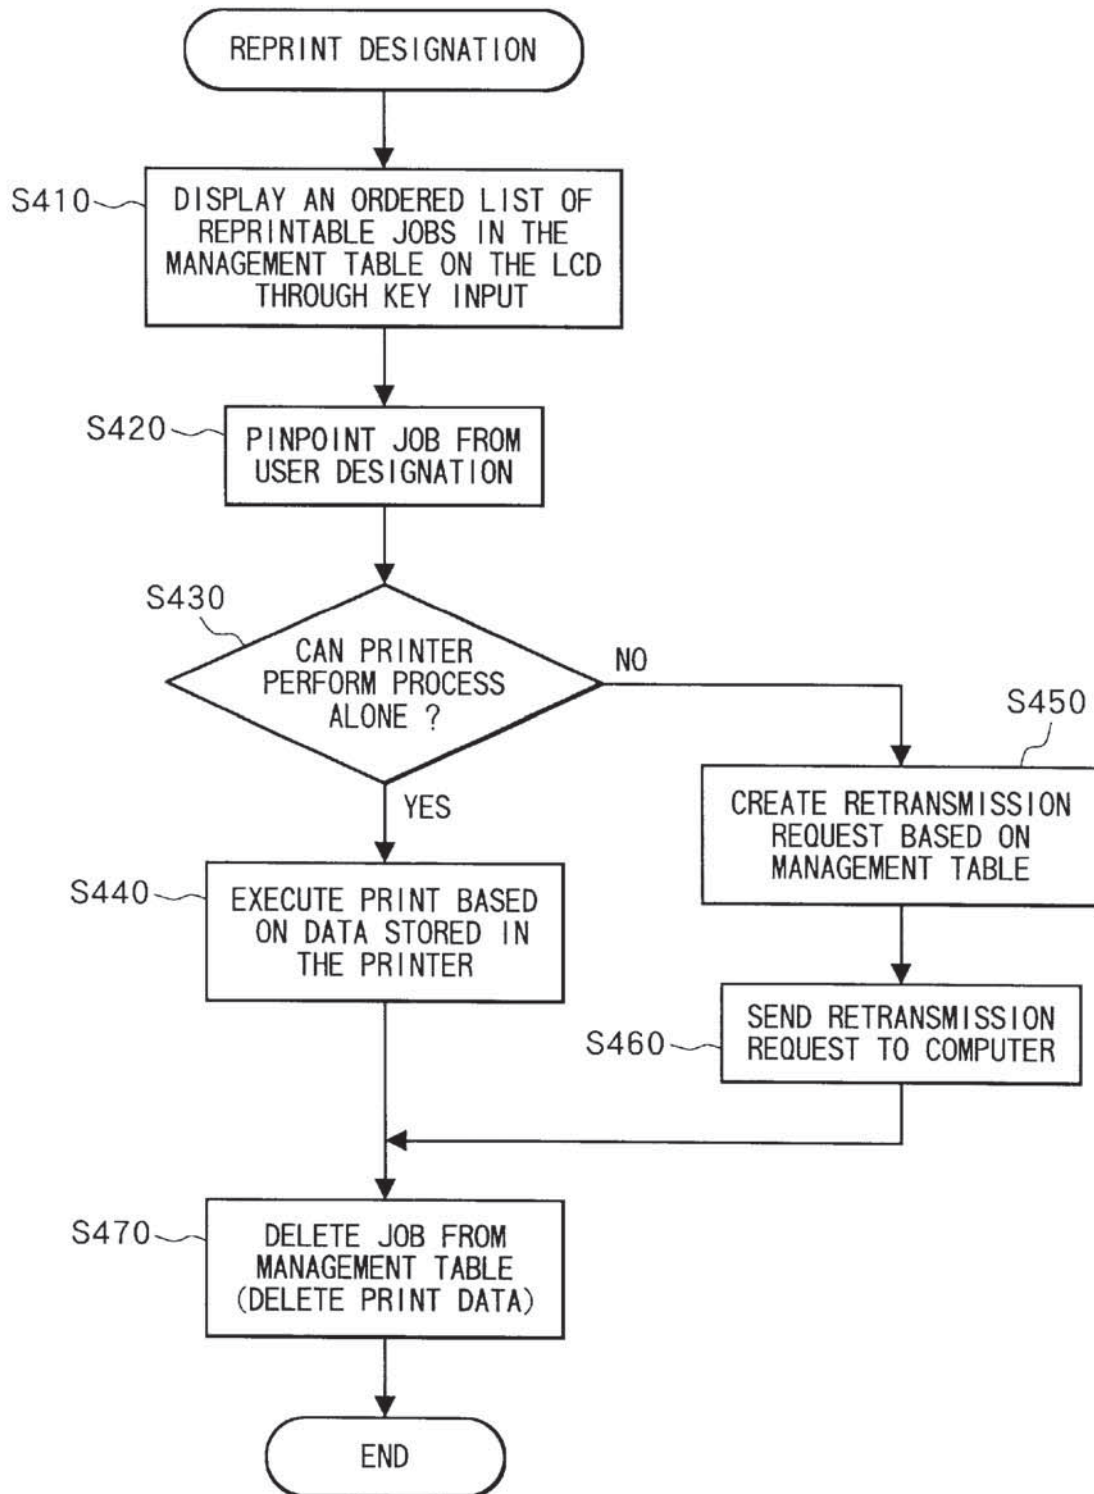 REPRINT DESIGNATION
S410
DISPLAY AN ORDERED LIST OF
REPRINTABLE JOBS IN THE
MANAGEMENT TABLE ON THE LCD
THROUGH KEY INPUT
S420
PINPOINT JOB FROM
USER DESIGNATION
S430
CAN PRINTER
PERFORM PROCESS
ALONE ?
NO
YES
S450
CREATE RETRANSMISSION
REQUEST BASED ON
MANAGEMENT TABLE
S440
EXECUTE PRINT BASED
ON DATA STORED IN
THE PRINTER
S460
SEND RETRANSMISSION
REQUEST TO COMPUTER
S470
DELETE JOB FROM
MANAGEMENT TABLE
(DELETE PRINT DATA)
END